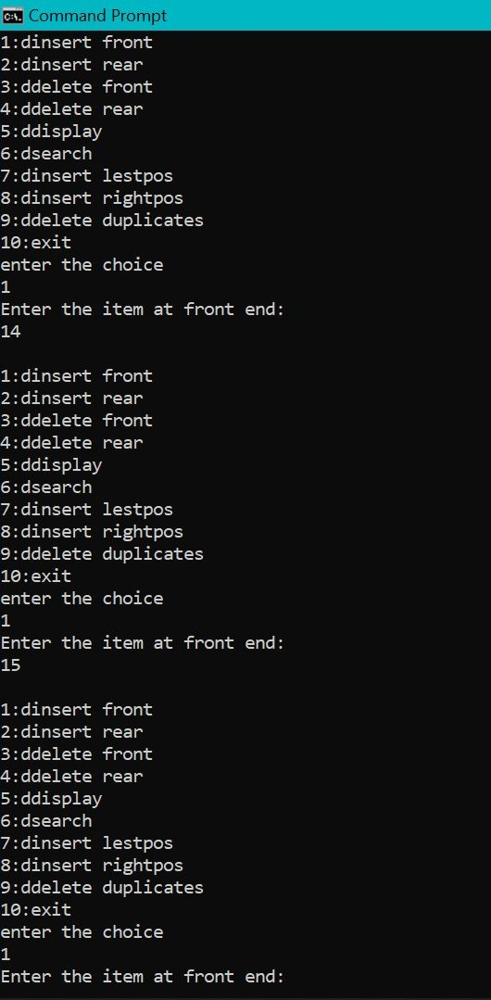 Command Prompt
1:dinsert front
2:dinsert rear
3:ddelete front
4:ddelete rear
5:ddisplay
6:dsearch
7:dinsert lestpos
8:dinsert rightpos
9:ddelete duplicates
10:exit
enter the choice
1
Enter the item at front end:
14
1:dinsert front
2:dinsert rear
3:ddelete front
4:ddelete rear
5:ddisplay
6:dsearch
7:dinsert lestpos
8:dinsert rightpos
9:ddelete duplicates
10:exit
enter the choice
1
Enter the item at front end:
15
1:dinsert front
2:dinsert rear
3:ddelete front
4:ddelete rear
5:ddisplay
6:dsearch
7:dinsert lestpos
8:dinsert rightpos
9:ddelete duplicates
10:exit
enter the choice
1
Enter the item at front end: